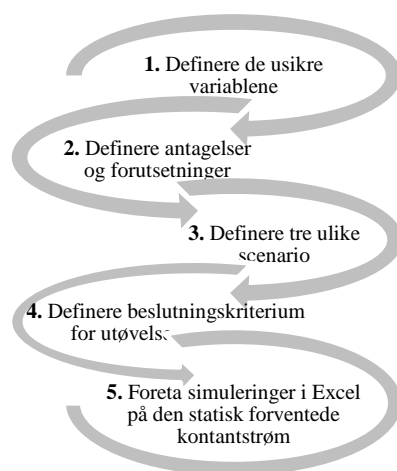 1. Definere de usikre
variablene
2. Definere antagelser
og forutsetninger
3. Definere tre ulike
scenario
4. Definere beslutningskriterium
for utøvelse
5. Foreta simuleringer i Excel
på den statisk forventede
kontantstrøm